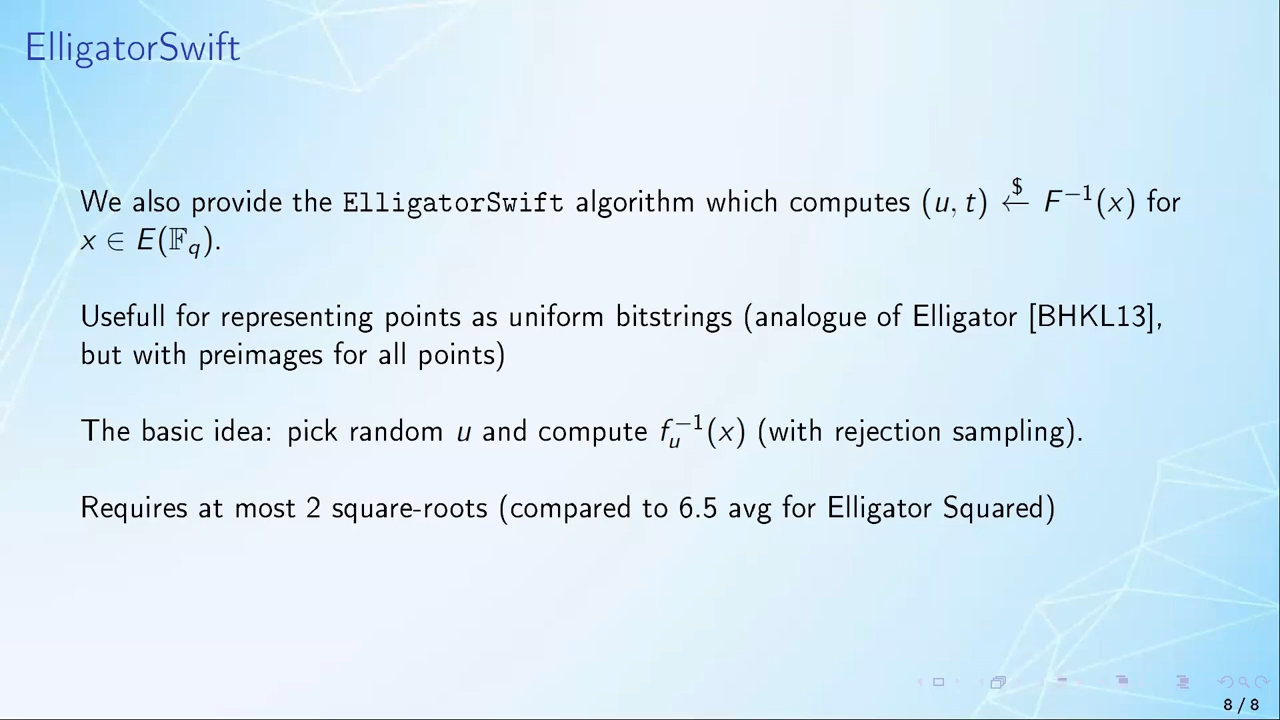 ElligatorSwift
We also provide the ElligatorSwift algorithm which computes (u, t) $← F⁻¹(x) for
x ∈ E(𝔽q).
Usefull for representing points as uniform bitstrings (analogue of Elligator [BHKL13],
but with preimages for all points)
The basic idea: pick random u and compute fᵤ⁻¹(x) (with rejection sampling).
Requires at most 2 square-roots (compared to 6.5 avg for Elligator Squared)
8 / 8